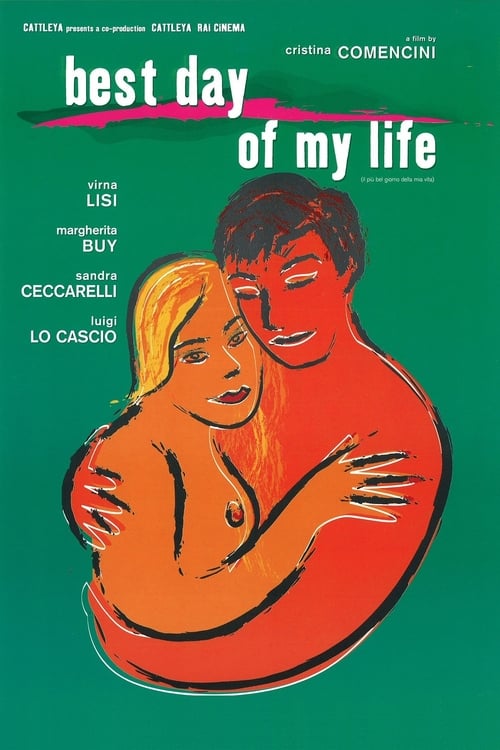 CATTLEYA presents a co-production CATTLEYA RAI CINEMA
a film by
cristina COMENCINI
best day
of my life
(il più bel giorno della mia vita)
virna
LISI
margherita
BUY
sandra
CECCARELLI
luigi
LO CASCIO